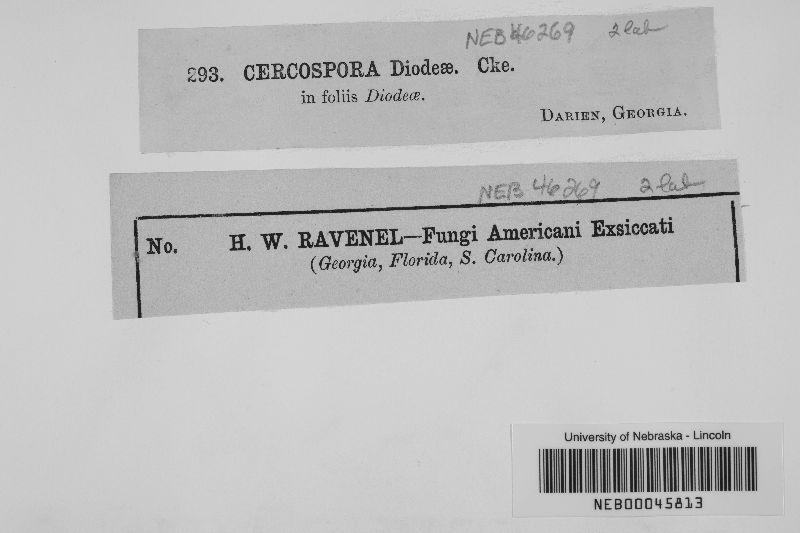 NEB 46269 2 lab
293. CERCOSPORA Diodeæ. Cke.
in foliis Diodeæ.
DARIEN, GEORGIA.
NEB 46269 2 lab
No. H. W. RAVENEL—Fungi Americani Exsiccati
(Georgia, Florida, S. Carolina.)
University of Nebraska - Lincoln
NEB00045813